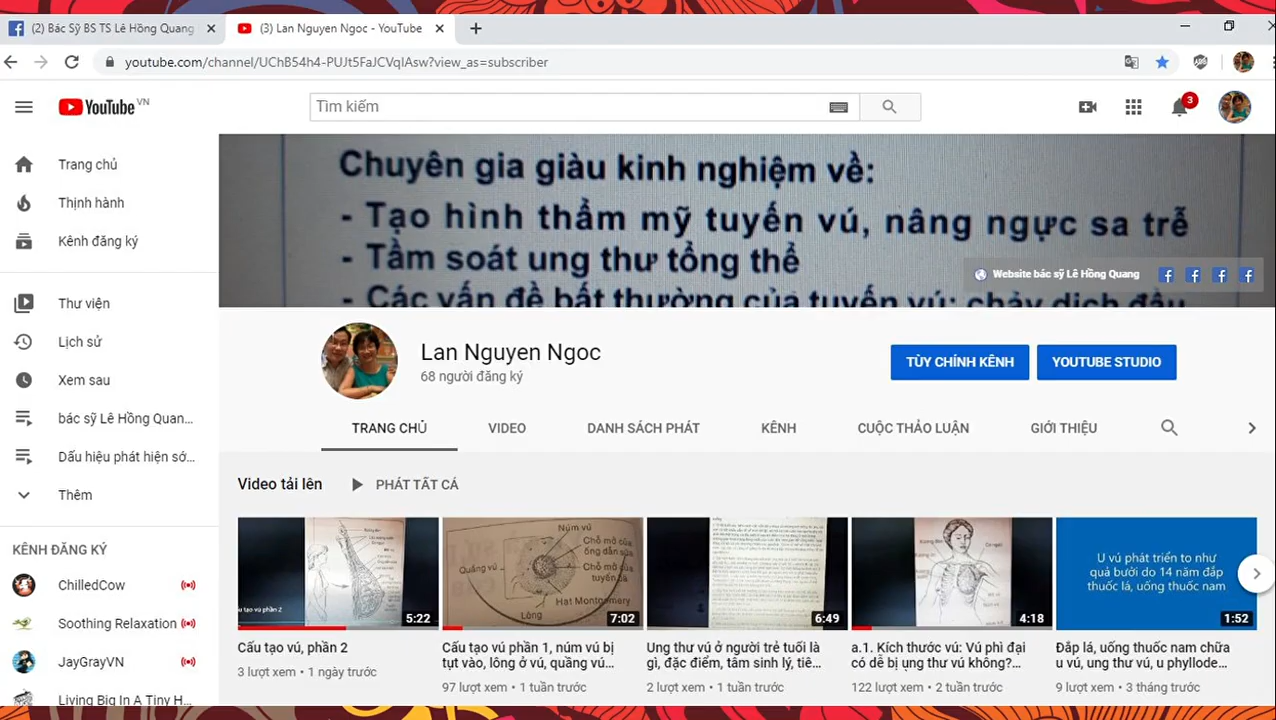 (2) Bác Sỹ BS TS Lê Hồng Quang
(3) Lan Nguyen Ngoc - YouTube
youtube.com/channel/UChB54h4-PUJt5FaJCVqIAsw?view_as=subscriber
YouTube VN
Tìm kiếm
3
Trang chủ
Thịnh hành
Kênh đăng ký
Thư viện
Lịch sử
Xem sau
bác sỹ Lê Hồng Quan...
Dấu hiệu phát hiện só...
Thêm
KÊNH ĐĂNG KÝ
ChilledCow
Soothing Relaxation
JayGrayVN
Living Big In A Tiny H...
Chuyên gia giàu kinh nghiệm về:
- Tạo hình thẩm mỹ tuyến vú, nâng ngực sa trễ
- Tầm soát ung thư tổng thể
- Các vấn đề bất thường của tuyến vú: chảy dịch đầu
Website bác sỹ Lê Hồng Quang
Lan Nguyen Ngoc
68 người đăng ký
TÙY CHỈNH KÊNH
YOUTUBE STUDIO
TRANG CHỦ
VIDEO
DANH SÁCH PHÁT
KÊNH
CUỘC THẢO LUẬN
GIỚI THIỆU
Video tải lên
PHÁT TẤT CẢ
ấu tạo vú phần 2
5:22
Cấu tạo vú, phần 2
1 lượt xem • 1 ngày trước
Núm vú
Chỗ mở của
ống dẫn sữa
Chỗ mở của
tuyến bã
Quầng vú
Hạt Montgomery
Lông
7:02
Cấu tạo vú phần 1, núm vú bị
tụt vào, lông ở vú, quầng vú...
97 lượt xem • 1 tuần trước
6:49
Ung thư vú ở người trẻ tuổi là
gì, đặc điểm, tâm sinh lý, tiê...
2 lượt xem • 1 tuần trước
4:18
a.1. Kích thước vú: Vú phì đại
có dễ bị ung thư vú không?...
122 lượt xem • 2 tuần trước
U vú phát triển to như
quả bưởi do 14 năm đắp
thuốc lá, uống thuốc nam
1:52
Đắp lá, uống thuốc nam chữa
u vú, ung thư vú, u phyllode...
9 lượt xem • 3 tháng trước